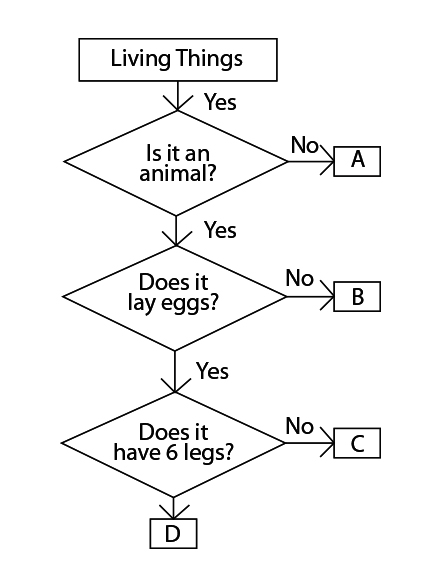 Living Things
Yes
Is it an
animal?
No
A
Yes
Does it
lay eggs?
No
B
Yes
Does it
have 6 legs?
No
C
D